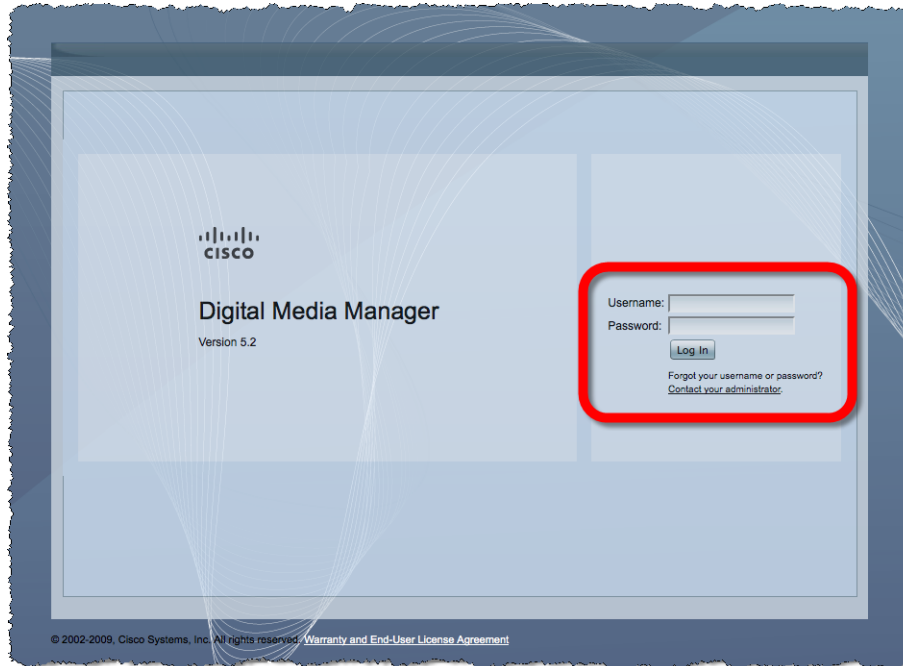 CISCO
Digital Media Manager
Version 5.2
Username:
Password:
Log In
Forgot your username or password?
Contact your administrator.
© 2002-2009, Cisco Systems, Inc. All rights reserved. Warranty and End-User License Agreement